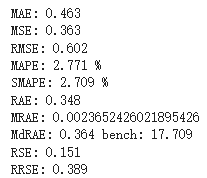 MAE: 0.463
MSE: 0.363
RMSE: 0.602
MAPE: 2.771 %
SMAPE: 2.709 %
RAE: 0.348
MRAE: 0.0023652426021895426
MdRAE: 0.364 bench: 17.709
RSE: 0.151
RRSE: 0.389